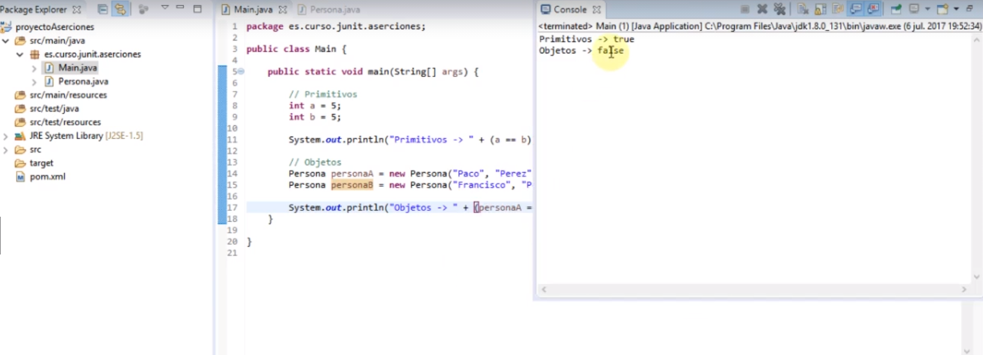 Package Explorer
proyectoAserciones
src/main/java
es.curso.junit.aserciones
Main.java
Persona.java
src/main/resources
src/test/java
src/test/resources
JRE System Library [J2SE-1.5]
src
target
pom.xml
Main.java
Persona.java
1 package es.curso.junit.aserciones;
2
3 public class Main {
4
5 public static void main(String[] args) {
6
7 // Primitivos
8 int a = 5;
9 int b = 5;
10
11 System.out.println("Primitivos -> " + (a == b)
12
13 // Objetos
14 Persona personaA = new Persona("Paco", "Perez"
15 Persona personaB = new Persona("Francisco", "P
16
17 System.out.println("Objetos -> " + (personaA =
18 }
19
20 }
21
Console
<terminated> Main (1) [Java Application] C:\Program Files\Java\jdk1.8.0_131\bin\javaw.exe (6 jul. 2017 19:52:34)
Primitivos -> true
Objetos -> false